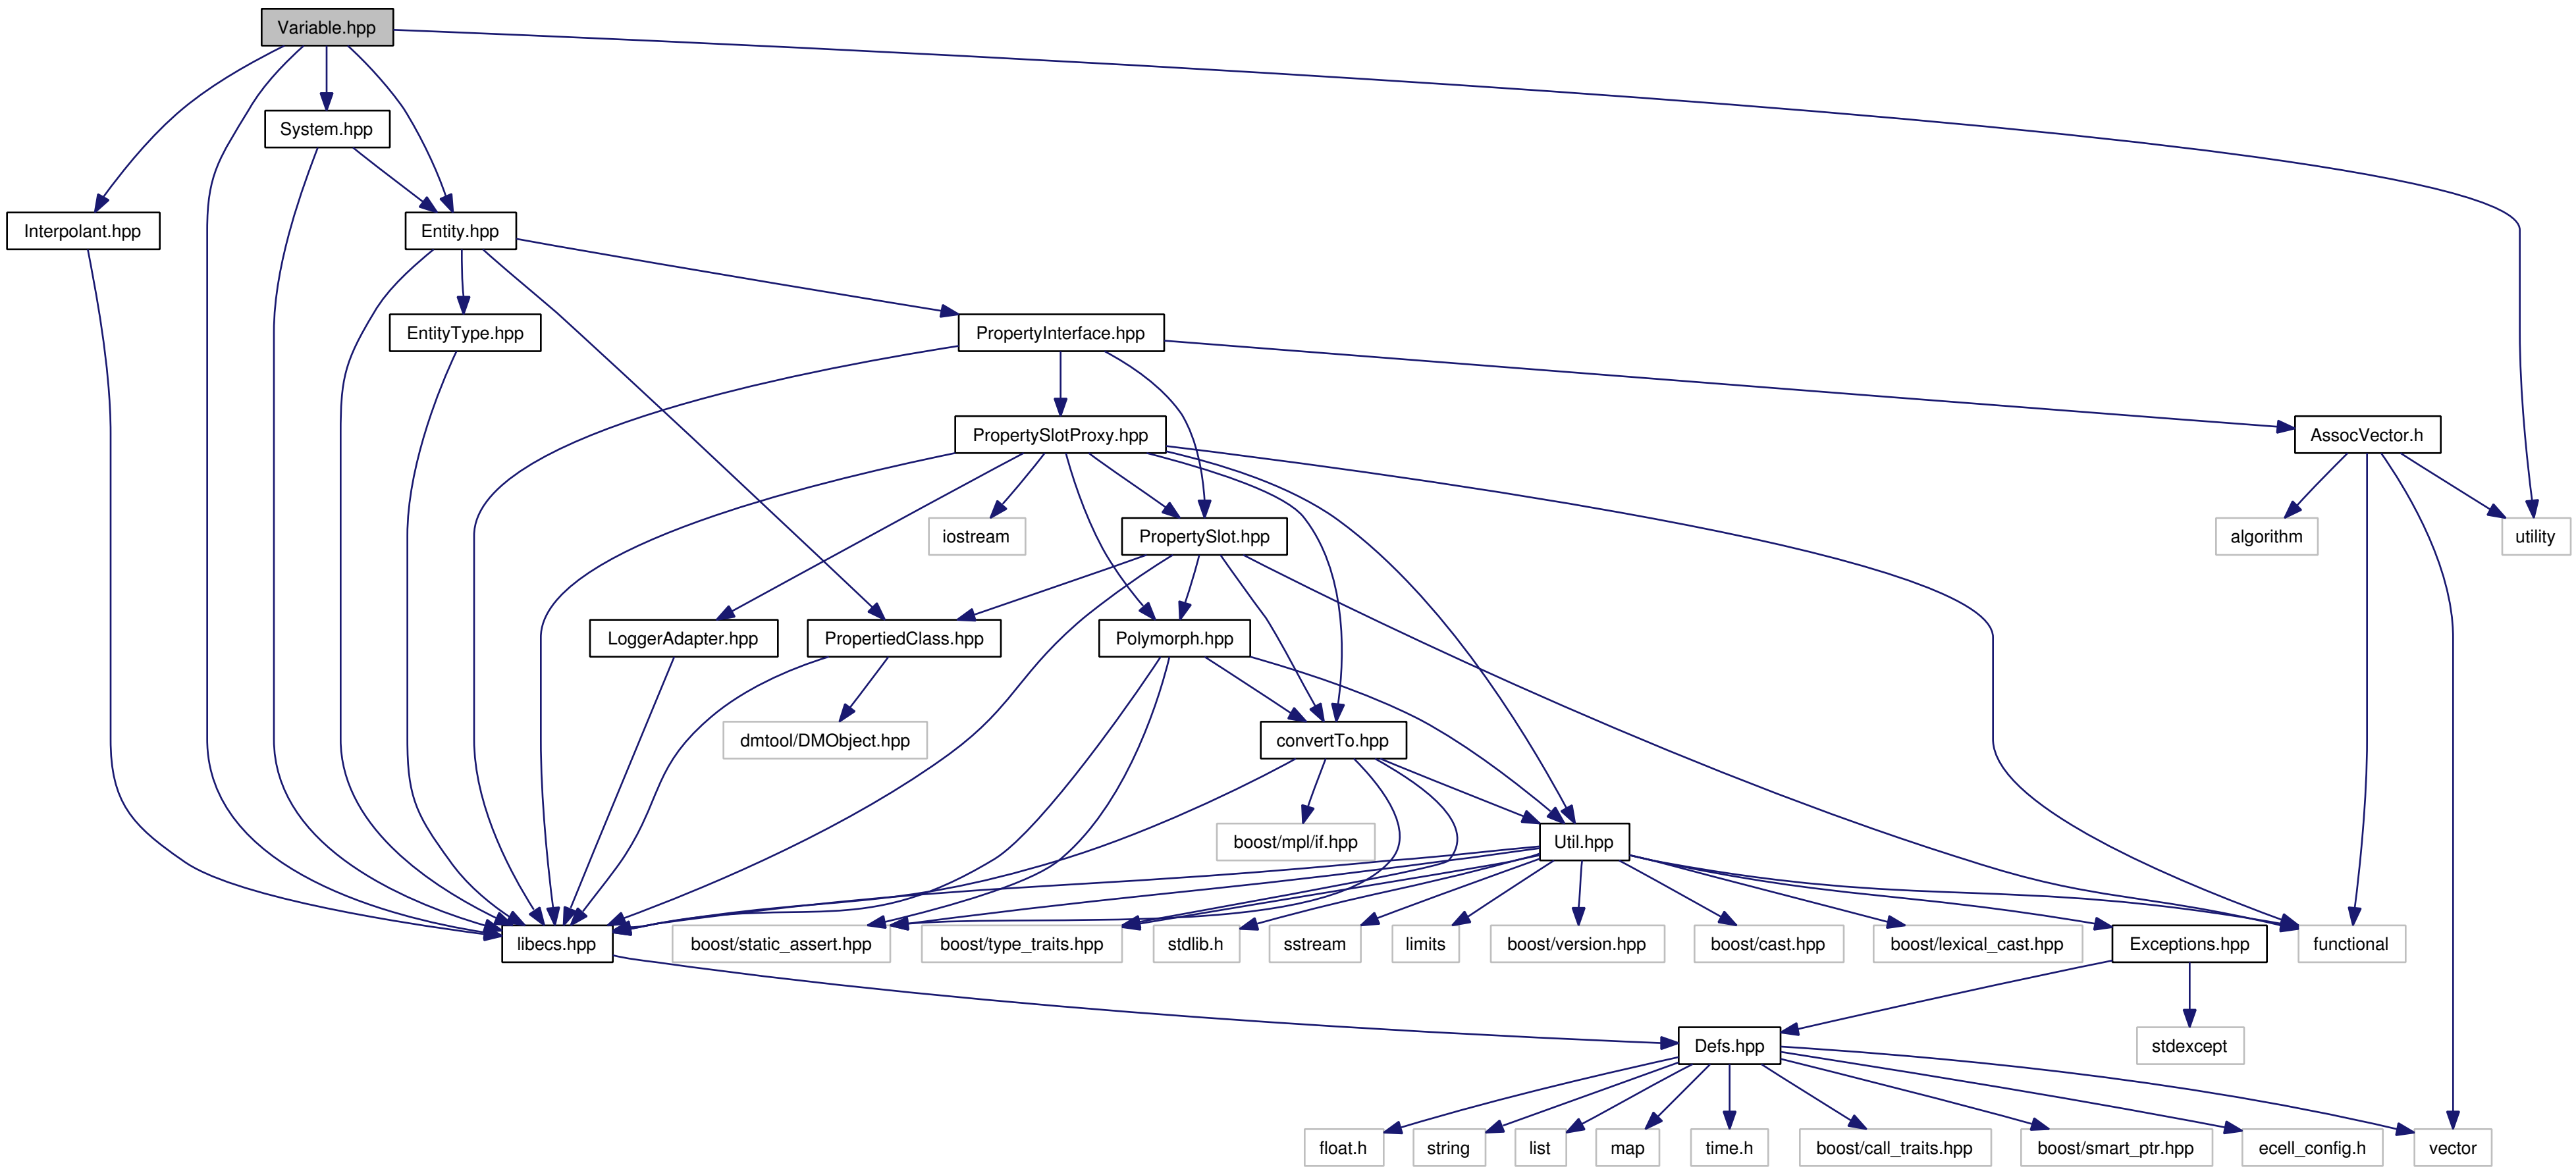 Variable.hpp
System.hpp
Interpolant.hpp
Entity.hpp
EntityType.hpp
PropertyInterface.hpp
PropertySlotProxy.hpp
AssocVector.h
iostream
PropertySlot.hpp
algorithm
utility
LoggerAdapter.hpp
PropertiedClass.hpp
Polymorph.hpp
dmtool/DMObject.hpp
convertTo.hpp
boost/mpl/if.hpp
Util.hpp
libecs.hpp
boost/static_assert.hpp
boost/type_traits.hpp
stdlib.h
sstream
limits
boost/version.hpp
boost/cast.hpp
boost/lexical_cast.hpp
Exceptions.hpp
functional
Defs.hpp
stdexcept
float.h
string
list
map
time.h
boost/call_traits.hpp
boost/smart_ptr.hpp
ecell_config.h
vector